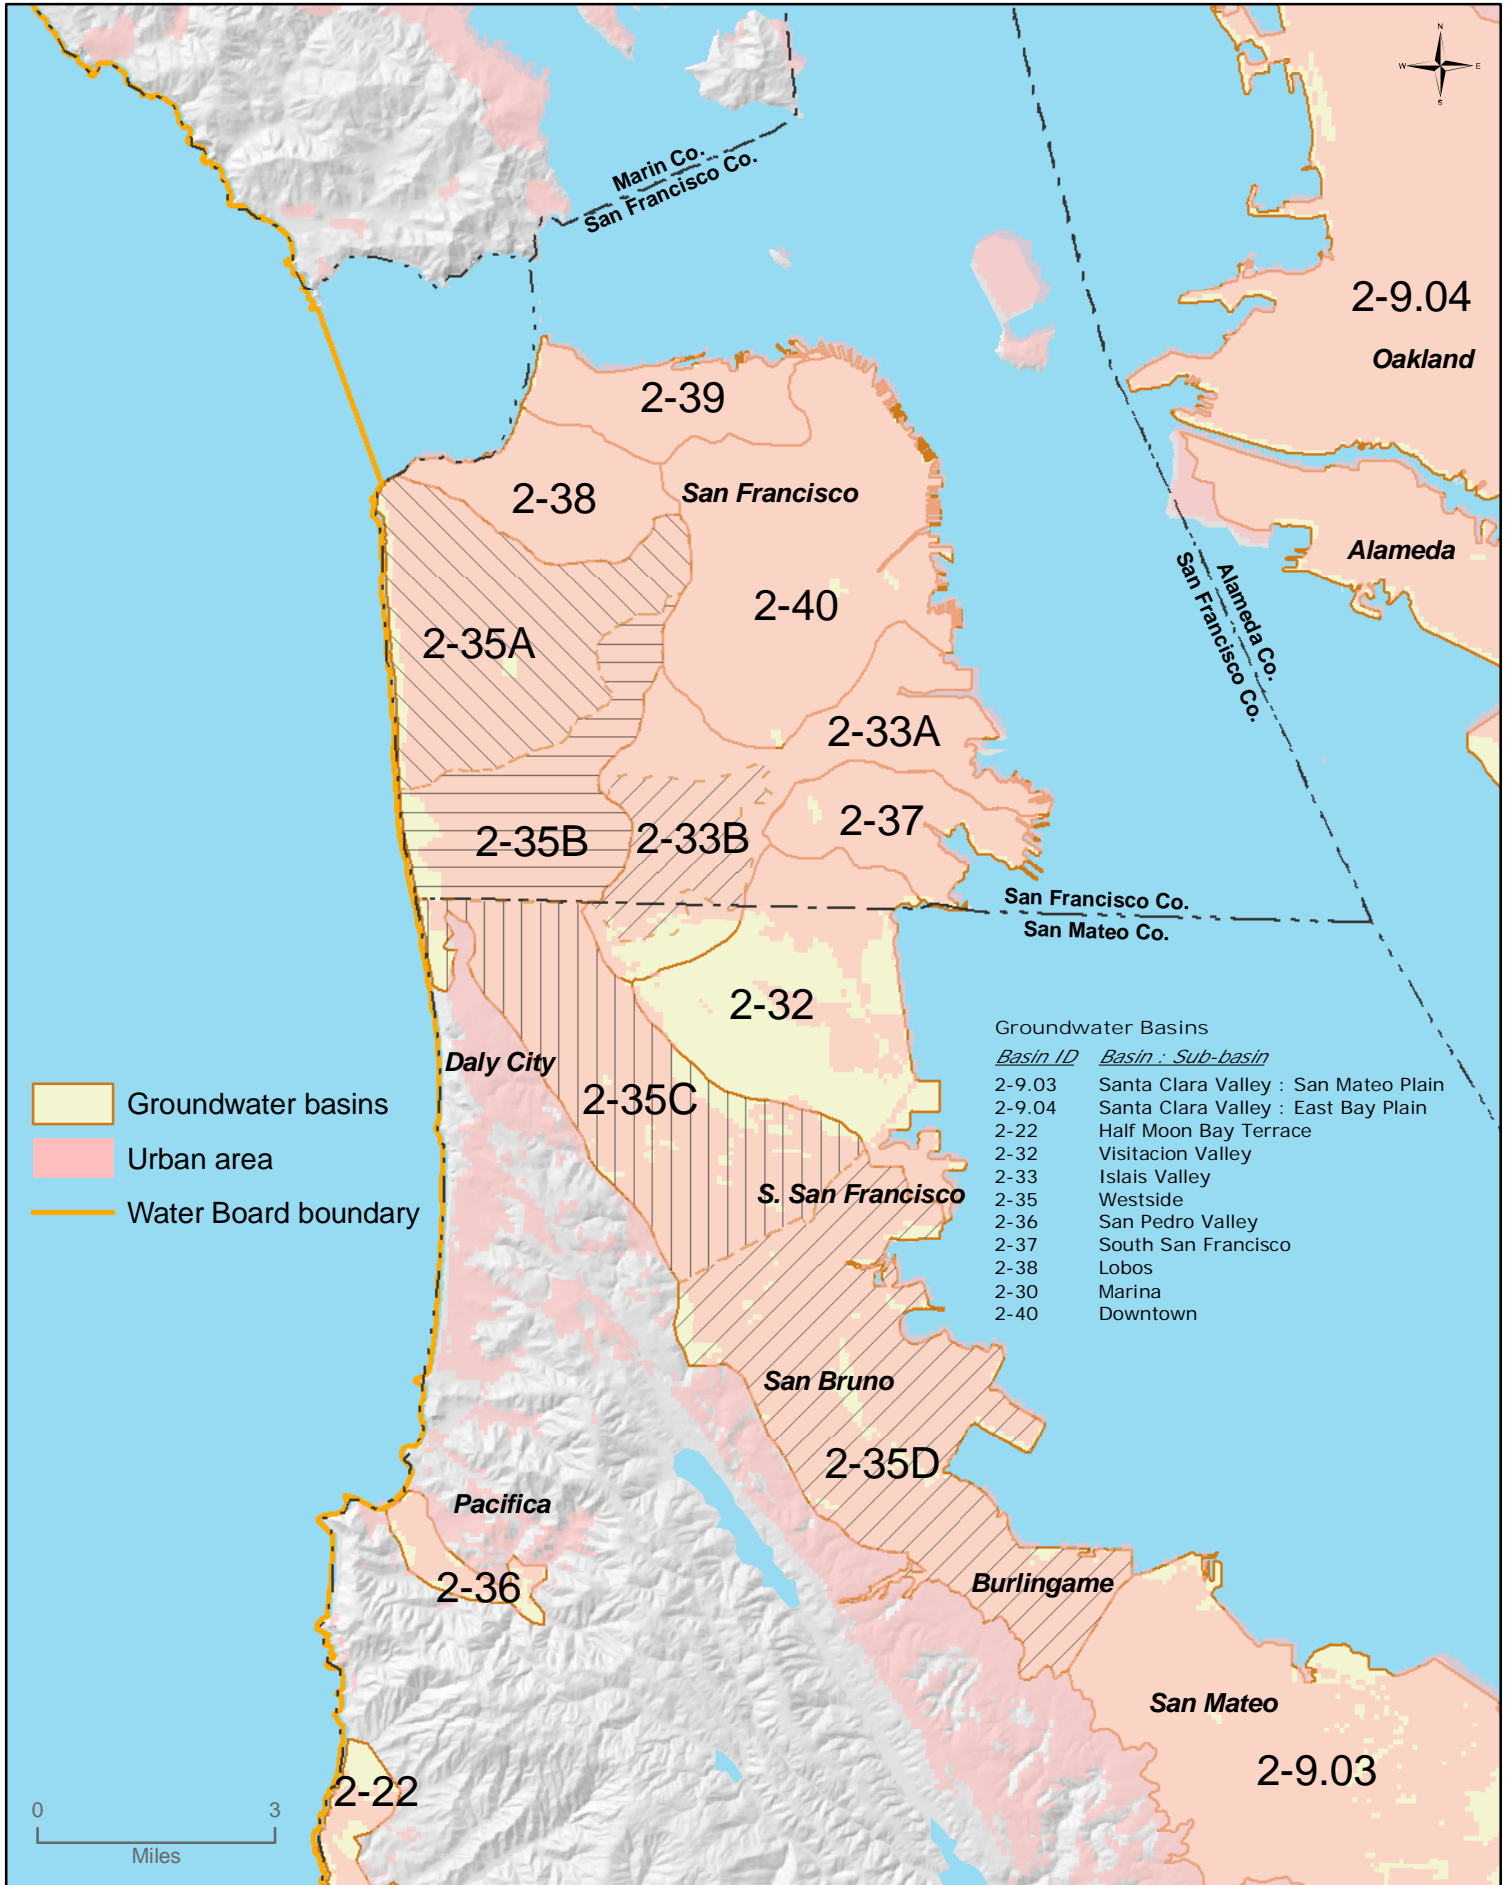 N
W E
S
Marin Co.
San Francisco Co.
2-9.04
Oakland
2-39
2-38
San Francisco
Alameda
Alameda Co.
San Francisco Co.
2-40
2-35A
2-33A
2-37
2-35B
2-33B
San Francisco Co.
San Mateo Co.
2-32
Daly City
2-35C
Groundwater basins
Urban area
Water Board boundary
Groundwater Basins
Basin ID Basin : Sub-basin
2-9.03 Santa Clara Valley : San Mateo Plain
2-9.04 Santa Clara Valley : East Bay Plain
2-22 Half Moon Bay Terrace
2-32 Visitacion Valley
2-33 Islais Valley
2-35 Westside
2-36 San Pedro Valley
2-37 South San Francisco
2-38 Lobos
2-30 Marina
2-40 Downtown
S. San Francisco
San Bruno
2-35D
Pacifica
2-36
Burlingame
San Mateo
2-9.03
2-22
0 3
Miles